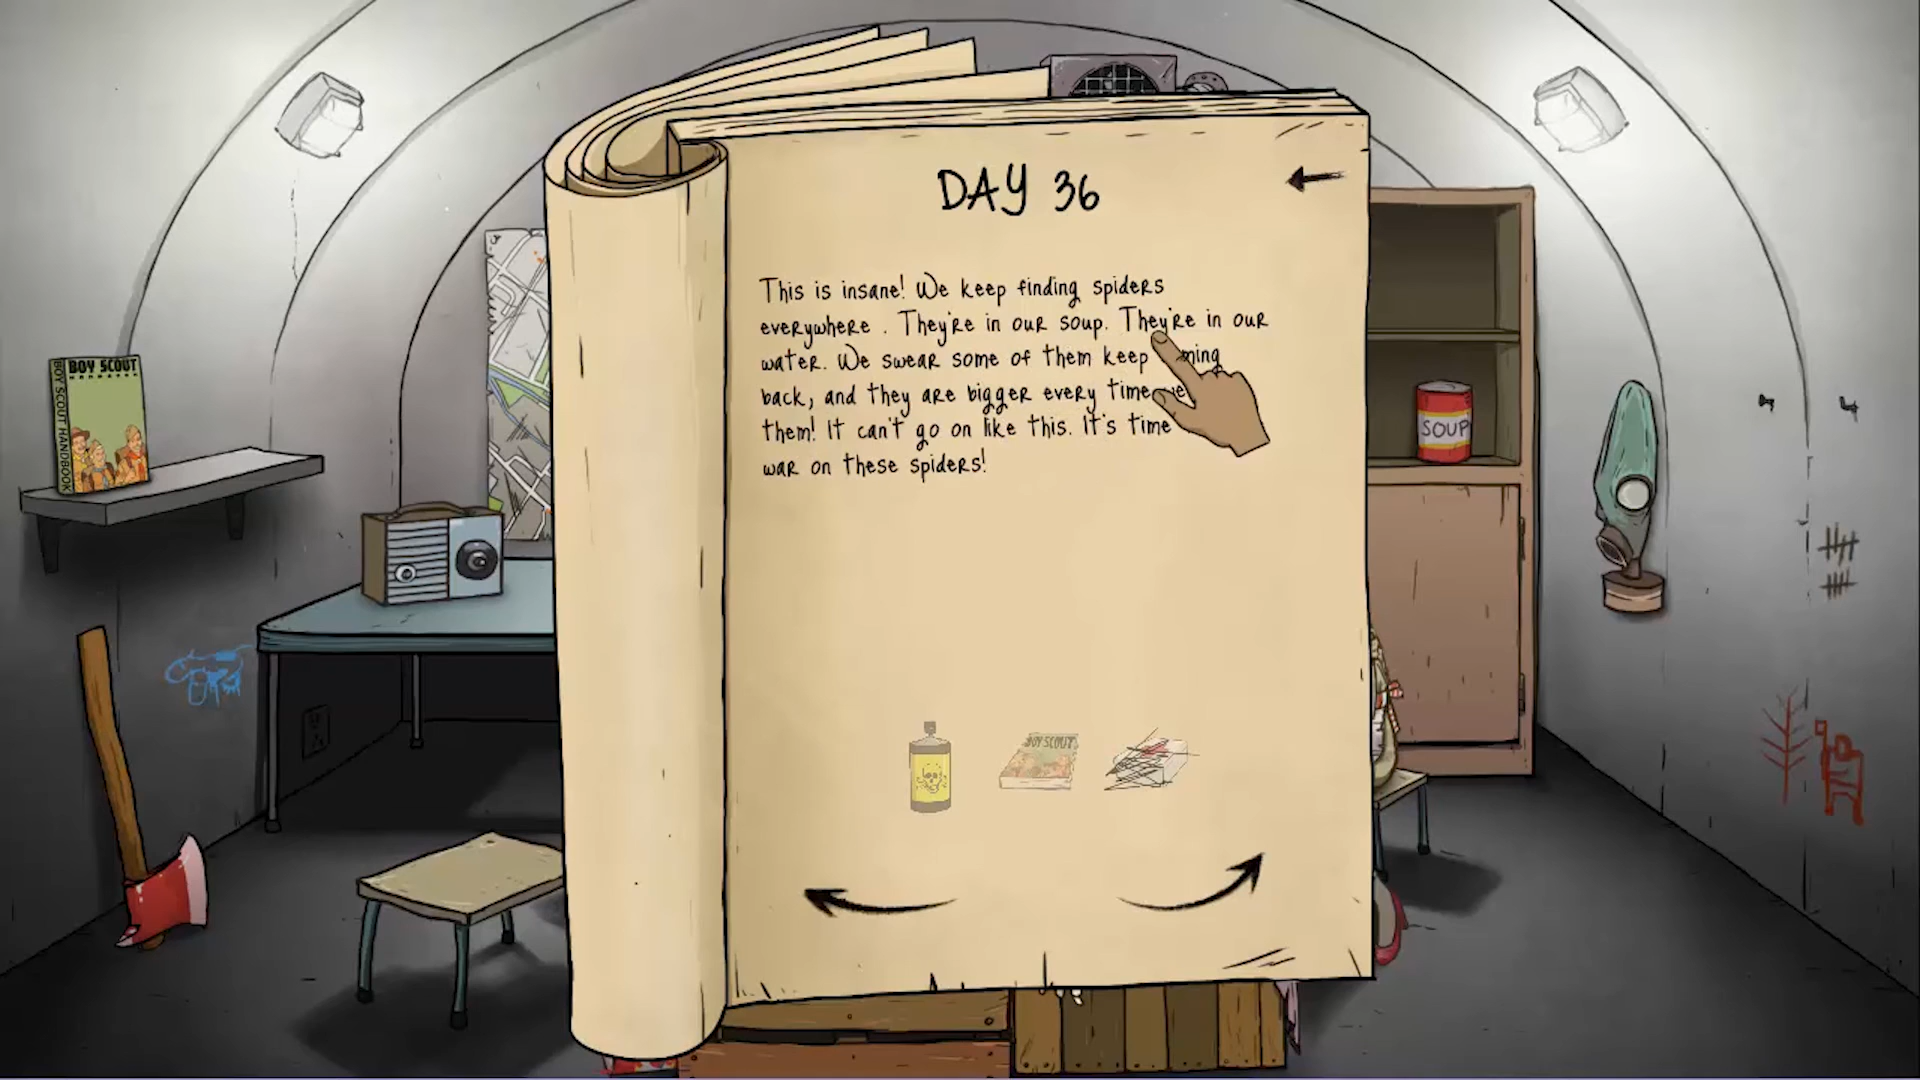 DAY 36
This is insane! We keep finding spiders
everywhere . They're in our soup. They're in our
water. We swear some of them keep
back, and they are bigger every time
them! It can't go on like this. It's time
war on these spiders!
BOY SCOUT
BOY SCOUT HANDBOOK
SOUP
BOY SCOUT